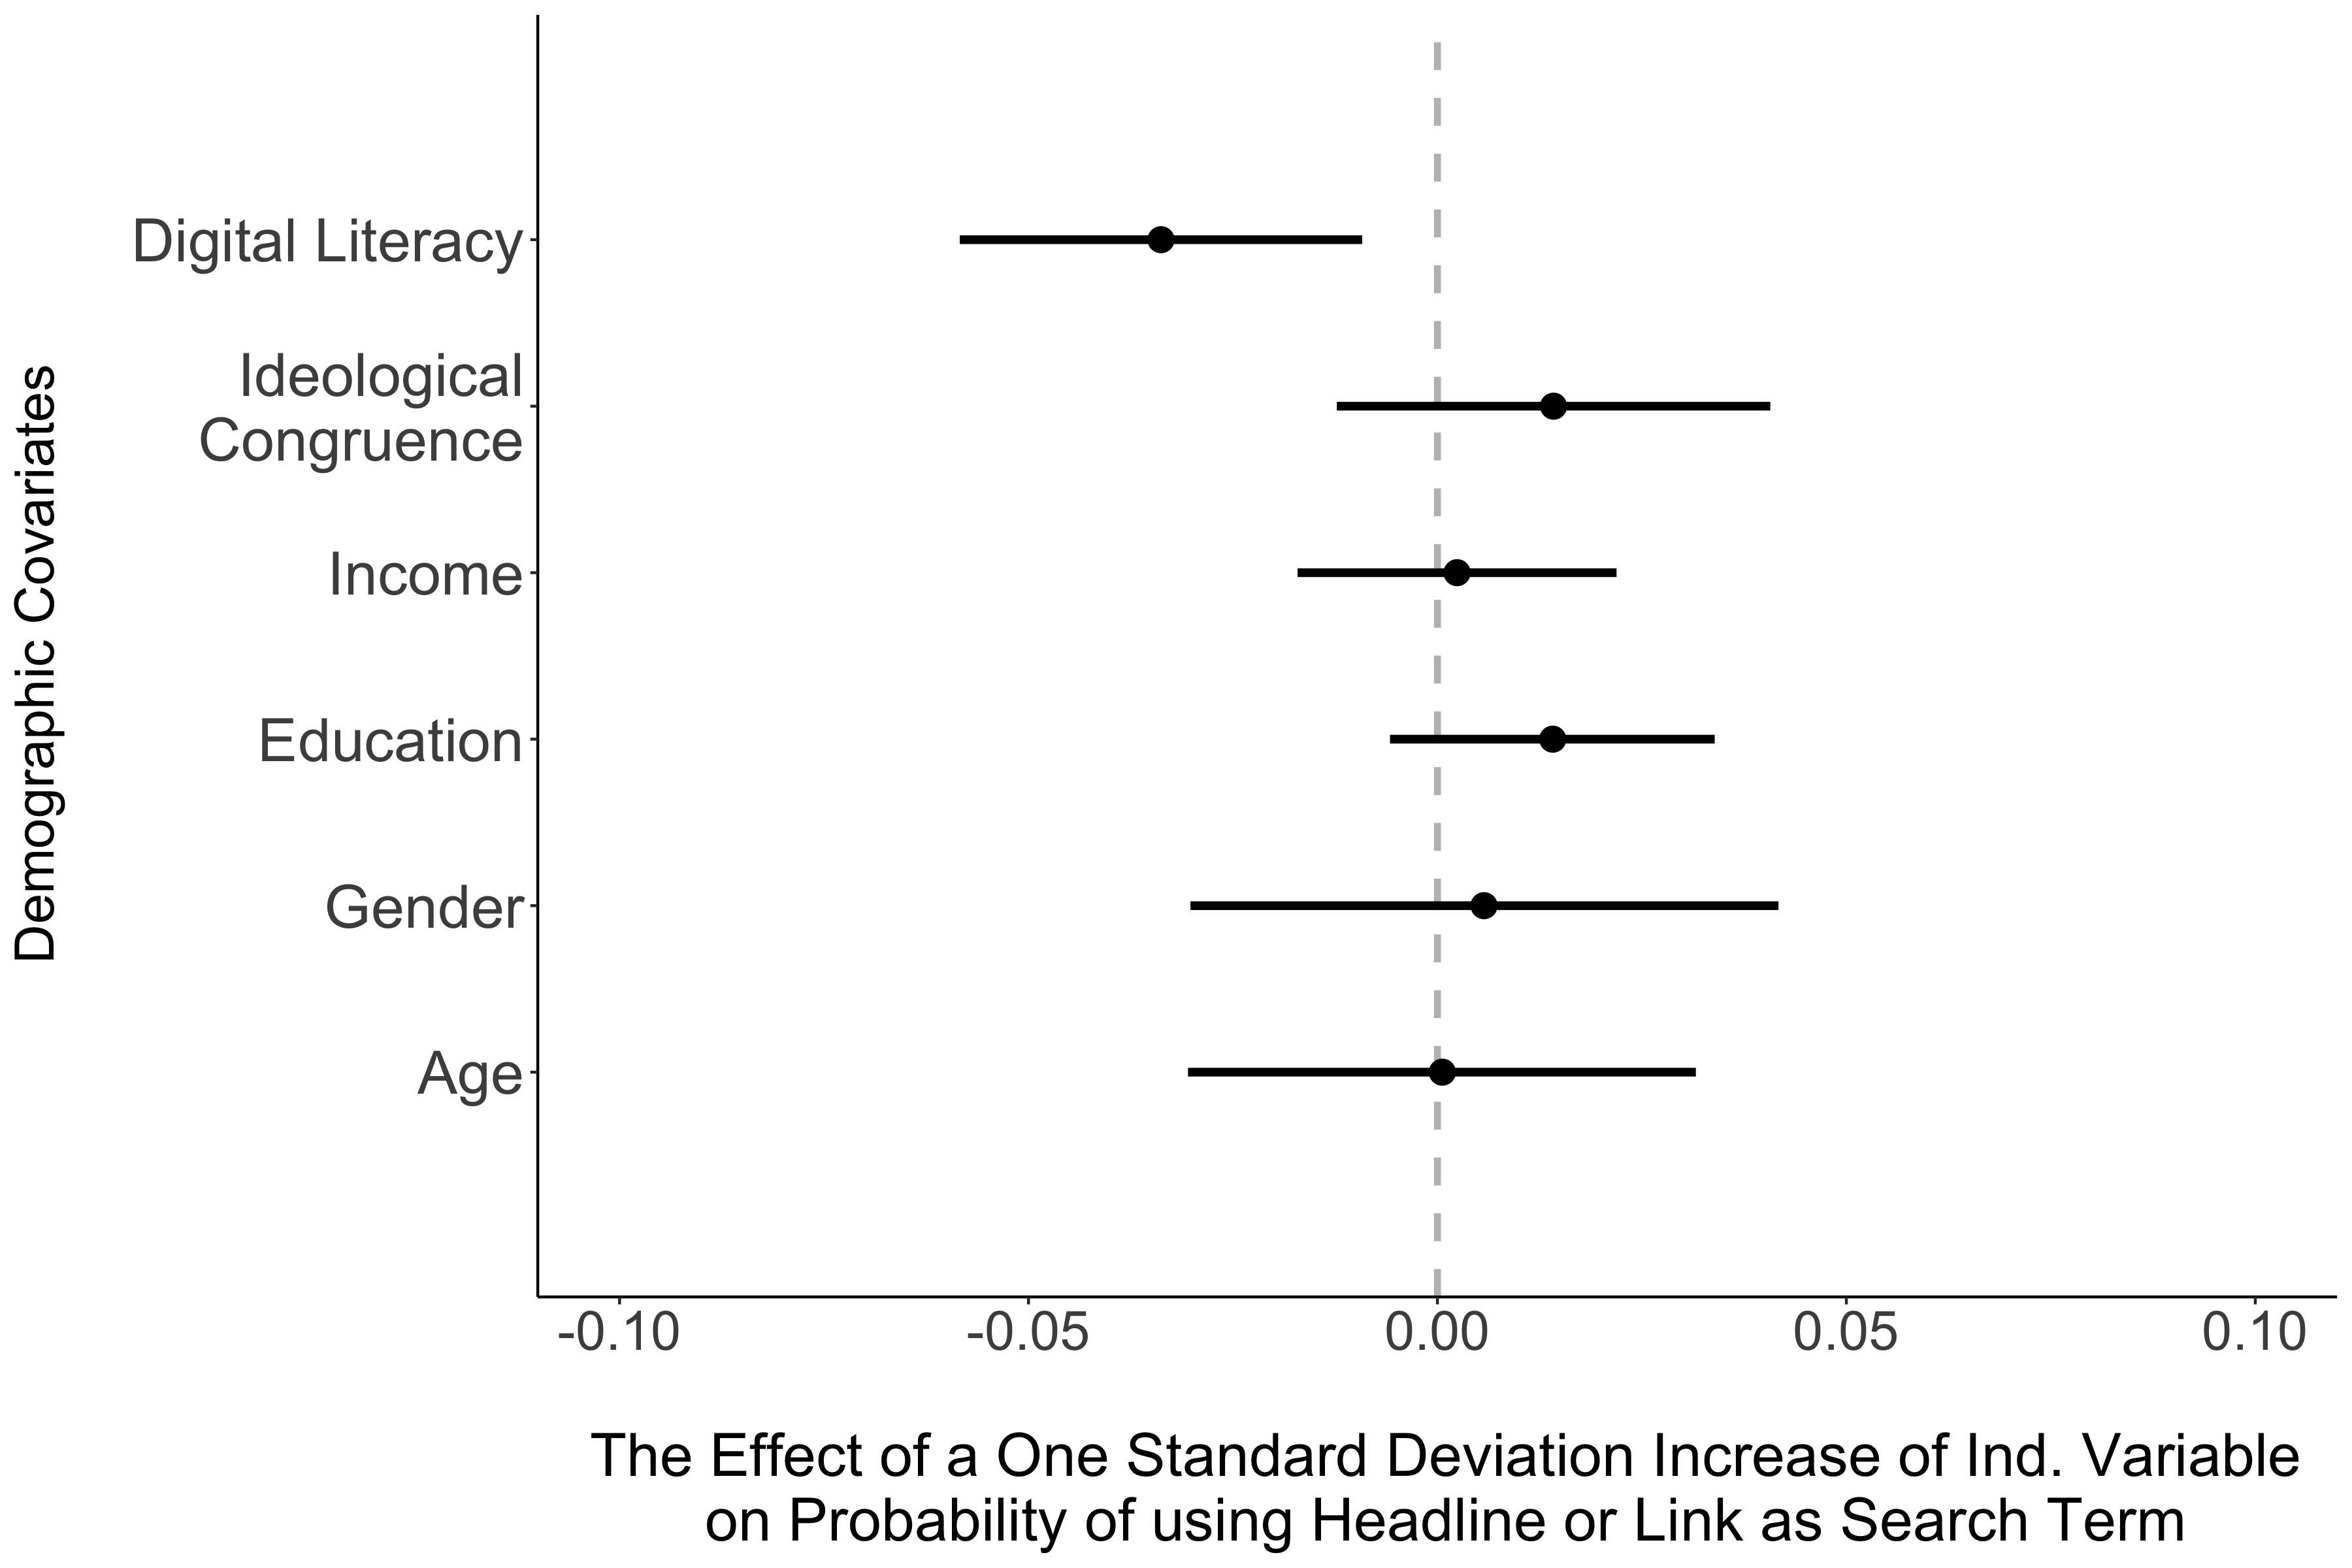 Demographic Covariates
Digital Literacy
Ideological
Congruence
Income
Education
Gender
Age
-0.10
-0.05
0.00
0.05
0.10
The Effect of a One Standard Deviation Increase of Ind. Variable
on Probability of using Headline or Link as Search Term